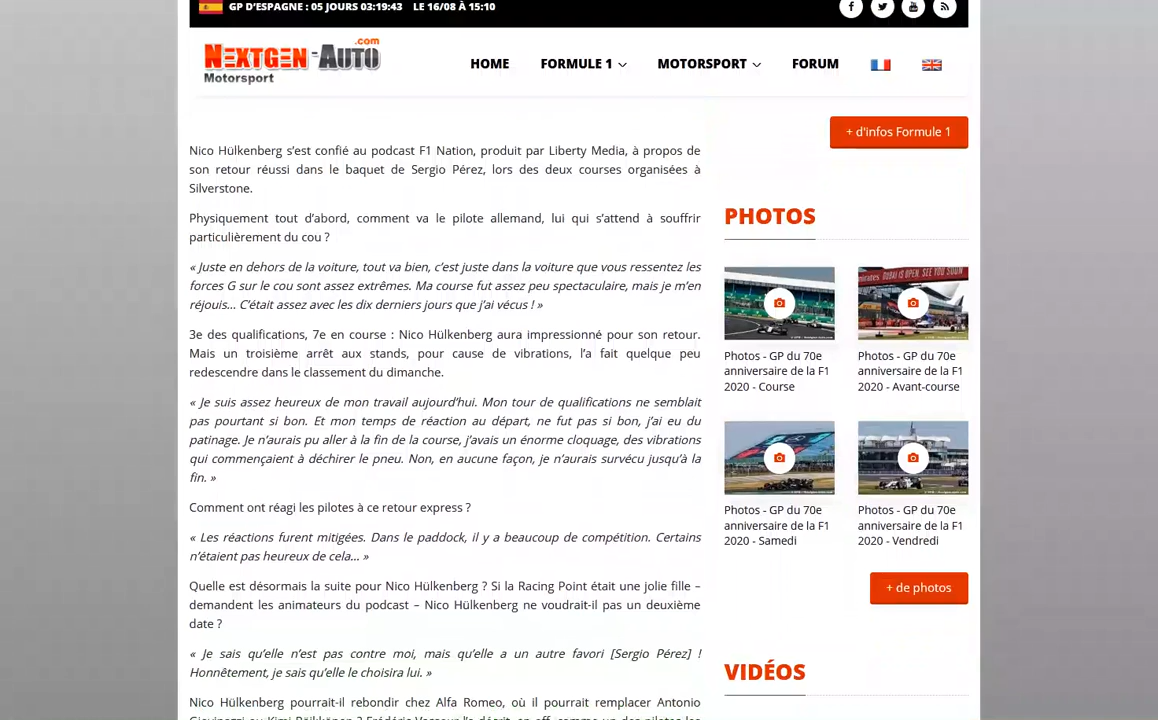 GP D'ESPAGNE : 05 JOURS 03:19:43 LE 16/08 À 15:10
NEXTGEN-AUTO
.com
Motorsport
HOME
FORMULE 1
MOTORSPORT
FORUM
+ d'infos Formule 1
Nico Hülkenberg s'est confié au podcast F1 Nation, produit par Liberty Media, à propos de
son retour réussi dans le baquet de Sergio Pérez, lors des deux courses organisées à
Silverstone.
Physiquement tout d'abord, comment va le pilote allemand, lui qui s'attend à souffrir
particulièrement du cou ?
« Juste en dehors de la voiture, tout va bien, c'est juste dans la voiture que vous ressentez les
forces G sur le cou sont assez extrêmes. Ma course fut assez peu spectaculaire, mais je m'en
réjouis... C'était assez avec les dix derniers jours que j'ai vécus ! »
3e des qualifications, 7e en course : Nico Hülkenberg aura impressionné pour son retour.
Mais un troisième arrêt aux stands, pour cause de vibrations, l'a fait quelque peu
redescendre dans le classement du dimanche.
« Je suis assez heureux de mon travail aujourd'hui. Mon tour de qualifications ne semblait
pas pourtant si bon. Et mon temps de réaction au départ, ne fut pas si bon, j'ai eu du
patinage. Je n'aurais pu aller à la fin de la course, j'avais un énorme cloquage, des vibrations
qui commençaient à déchirer le pneu. Non, en aucune façon, je n'aurais survécu jusqu'à la
fin. »
Comment ont réagi les pilotes à ce retour express ?
« Les réactions furent mitigées. Dans le paddock, il y a beaucoup de compétition. Certains
n'étaient pas heureux de cela... »
Quelle est désormais la suite pour Nico Hülkenberg ? Si la Racing Point était une jolie fille –
demandent les animateurs du podcast – Nico Hülkenberg ne voudrait-il pas un deuxième
date ?
« Je sais qu'elle n'est pas contre moi, mais qu'elle a un autre favori [Sergio Pérez] !
Honnêtement, je sais qu'elle le choisira lui. »
Nico Hülkenberg pourrait-il rebondir chez Alfa Romeo, où il pourrait remplacer Antonio
PHOTOS
Photos - GP du 70e
anniversaire de la F1
2020 - Course
Photos - GP du 70e
anniversaire de la F1
2020 - Avant-course
Photos - GP du 70e
anniversaire de la F1
2020 - Samedi
Photos - GP du 70e
anniversaire de la F1
2020 - Vendredi
+ de photos
VIDÉOS